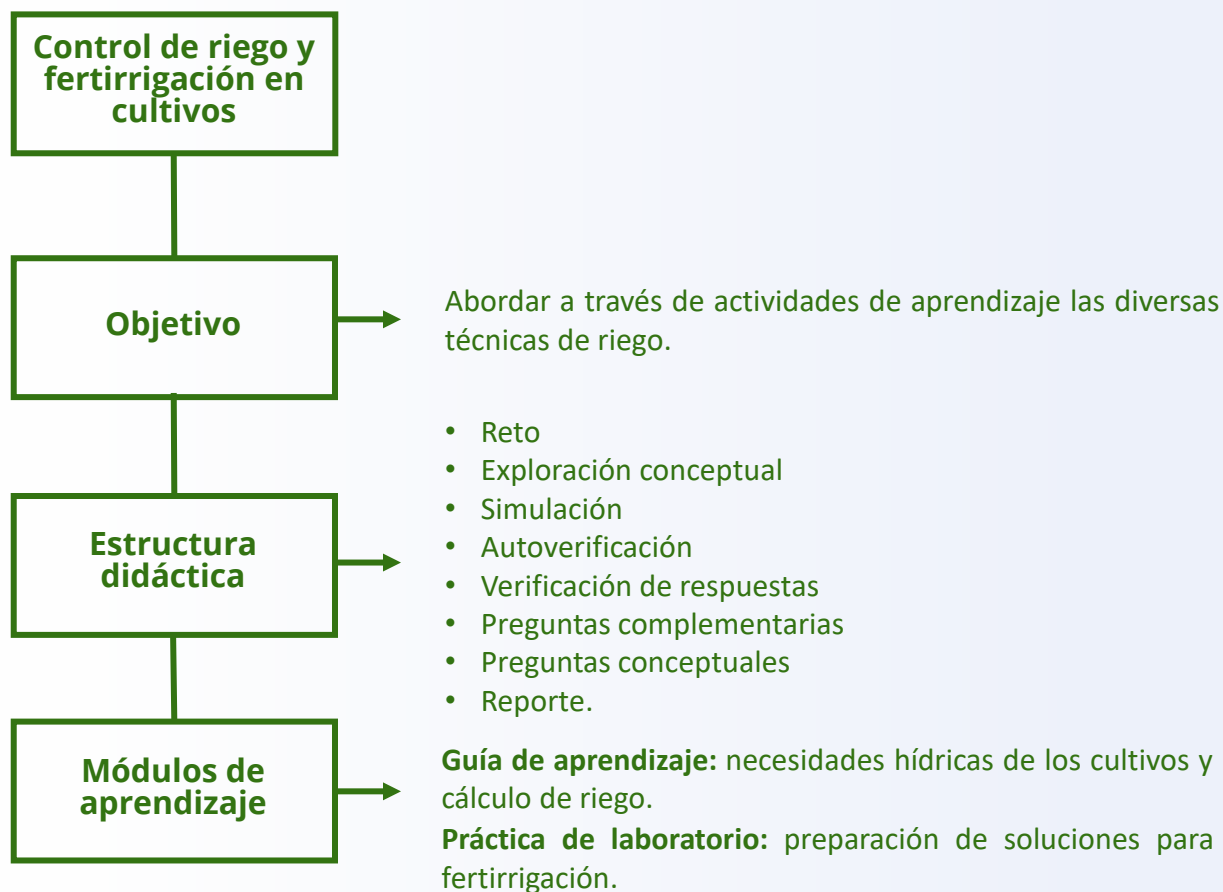 Control de riego y
fertirrigación en
cultivos
Objetivo
Abordar a través de actividades de aprendizaje las diversas
técnicas de riego.
Estructura
didáctica
• Reto
• Exploración conceptual
• Simulación
• Autoverificación
• Verificación de respuestas
• Preguntas complementarias
• Preguntas conceptuales
• Reporte.
Módulos de
aprendizaje
Guía de aprendizaje: necesidades hídricas de los cultivos y
cálculo de riego.
Práctica de laboratorio: preparación de soluciones para
fertirrigación.